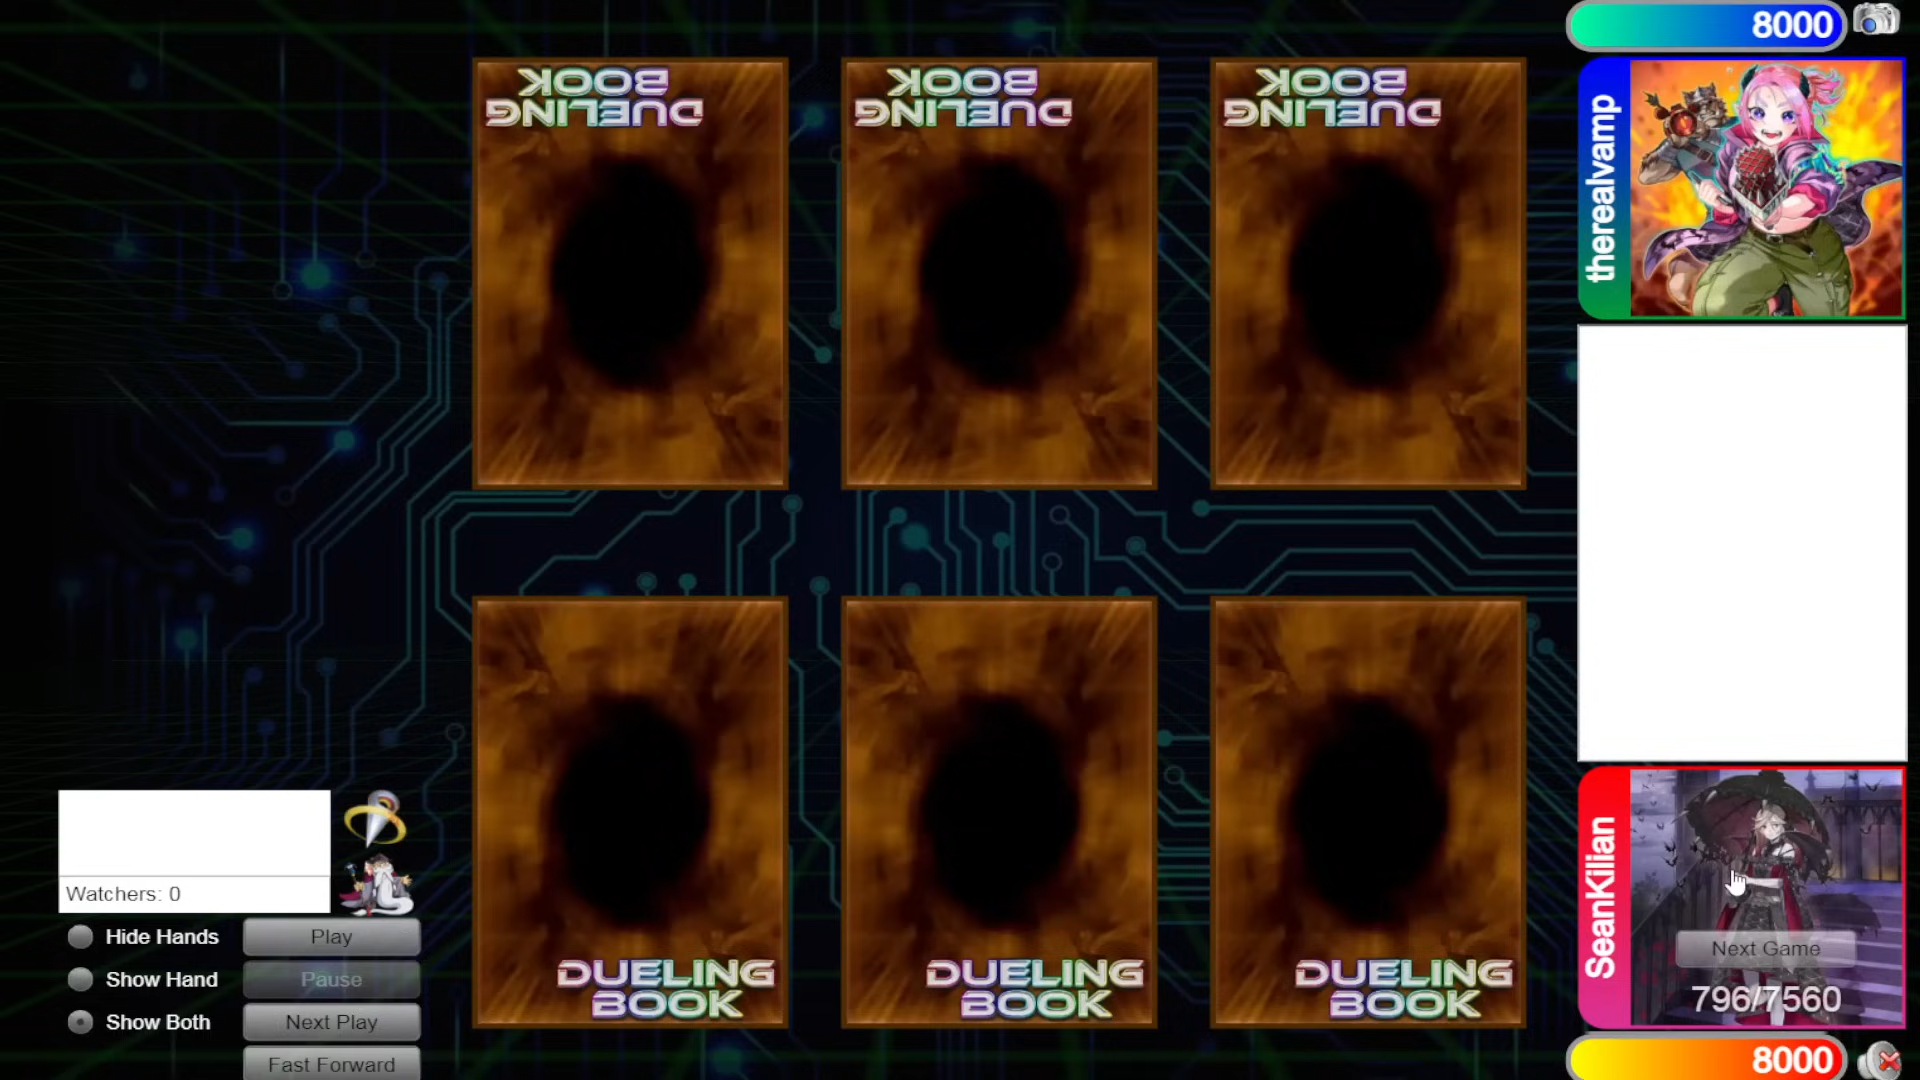 8000
DUELING
BOOK
DUELING
BOOK
DUELING
BOOK
therealvamp
DUELING
BOOK
DUELING
BOOK
DUELING
BOOK
SeanKilian
Next Game
796/7560
8000
Watchers: 0
Hide Hands
Play
Show Hand
Pause
Show Both
Next Play
Fast Forward